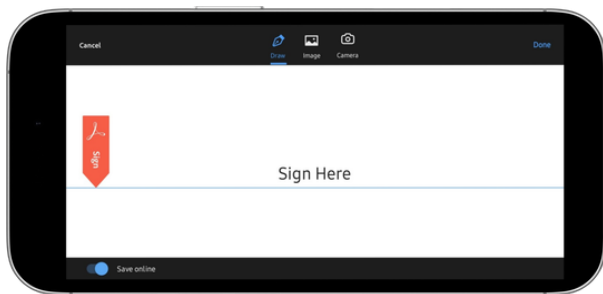 Cancel
Draw
Image
Camera
Done
Sign
Sign Here
Save online